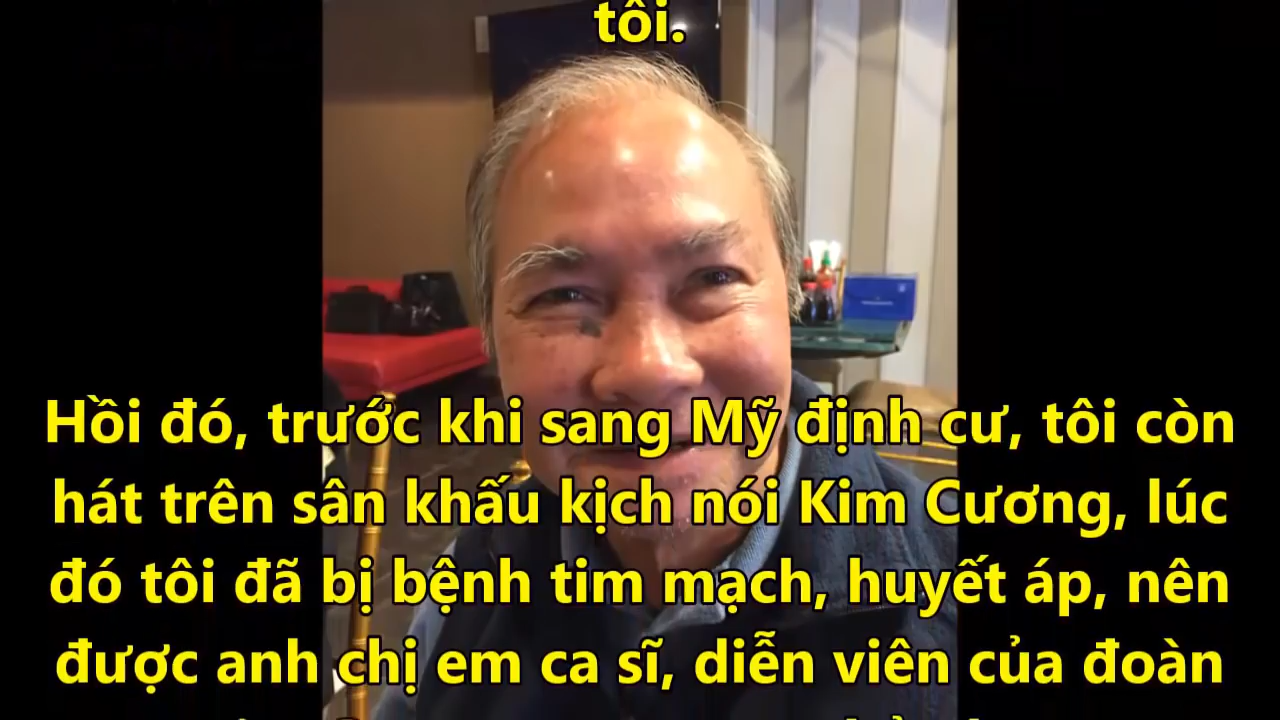 tôi.
Hồi đó, trước khi sang Mỹ định cư, tôi còn
hát trên sân khấu kịch nói Kim Cương, lúc
đó tôi đã bị bệnh tim mạch, huyết áp, nên
được anh chị em ca sĩ, diễn viên của đoàn